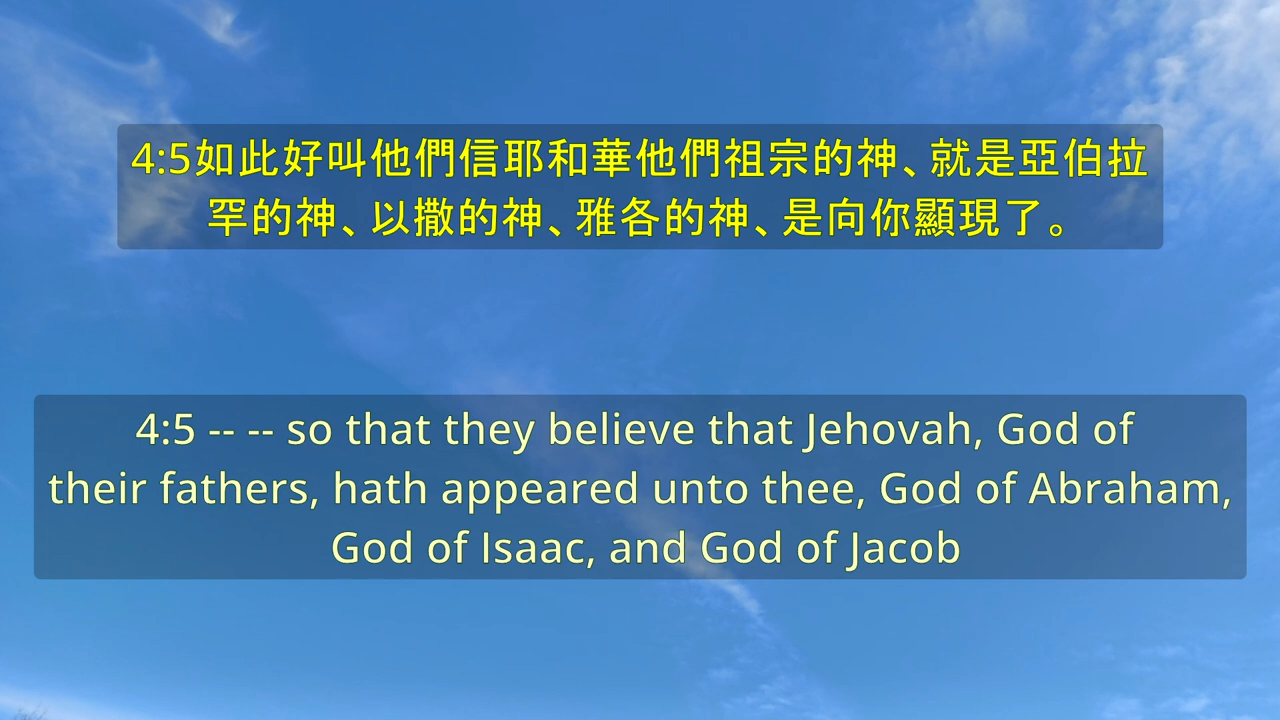 4:5如此好叫他們信耶和華他們祖宗的神、就是亞伯拉
罕的神、以撒的神、雅各的神、是向你顯現了。
4:5 -- -- so that they believe that Jehovah, God of
their fathers, hath appeared unto thee, God of Abraham,
God of Isaac, and God of Jacob